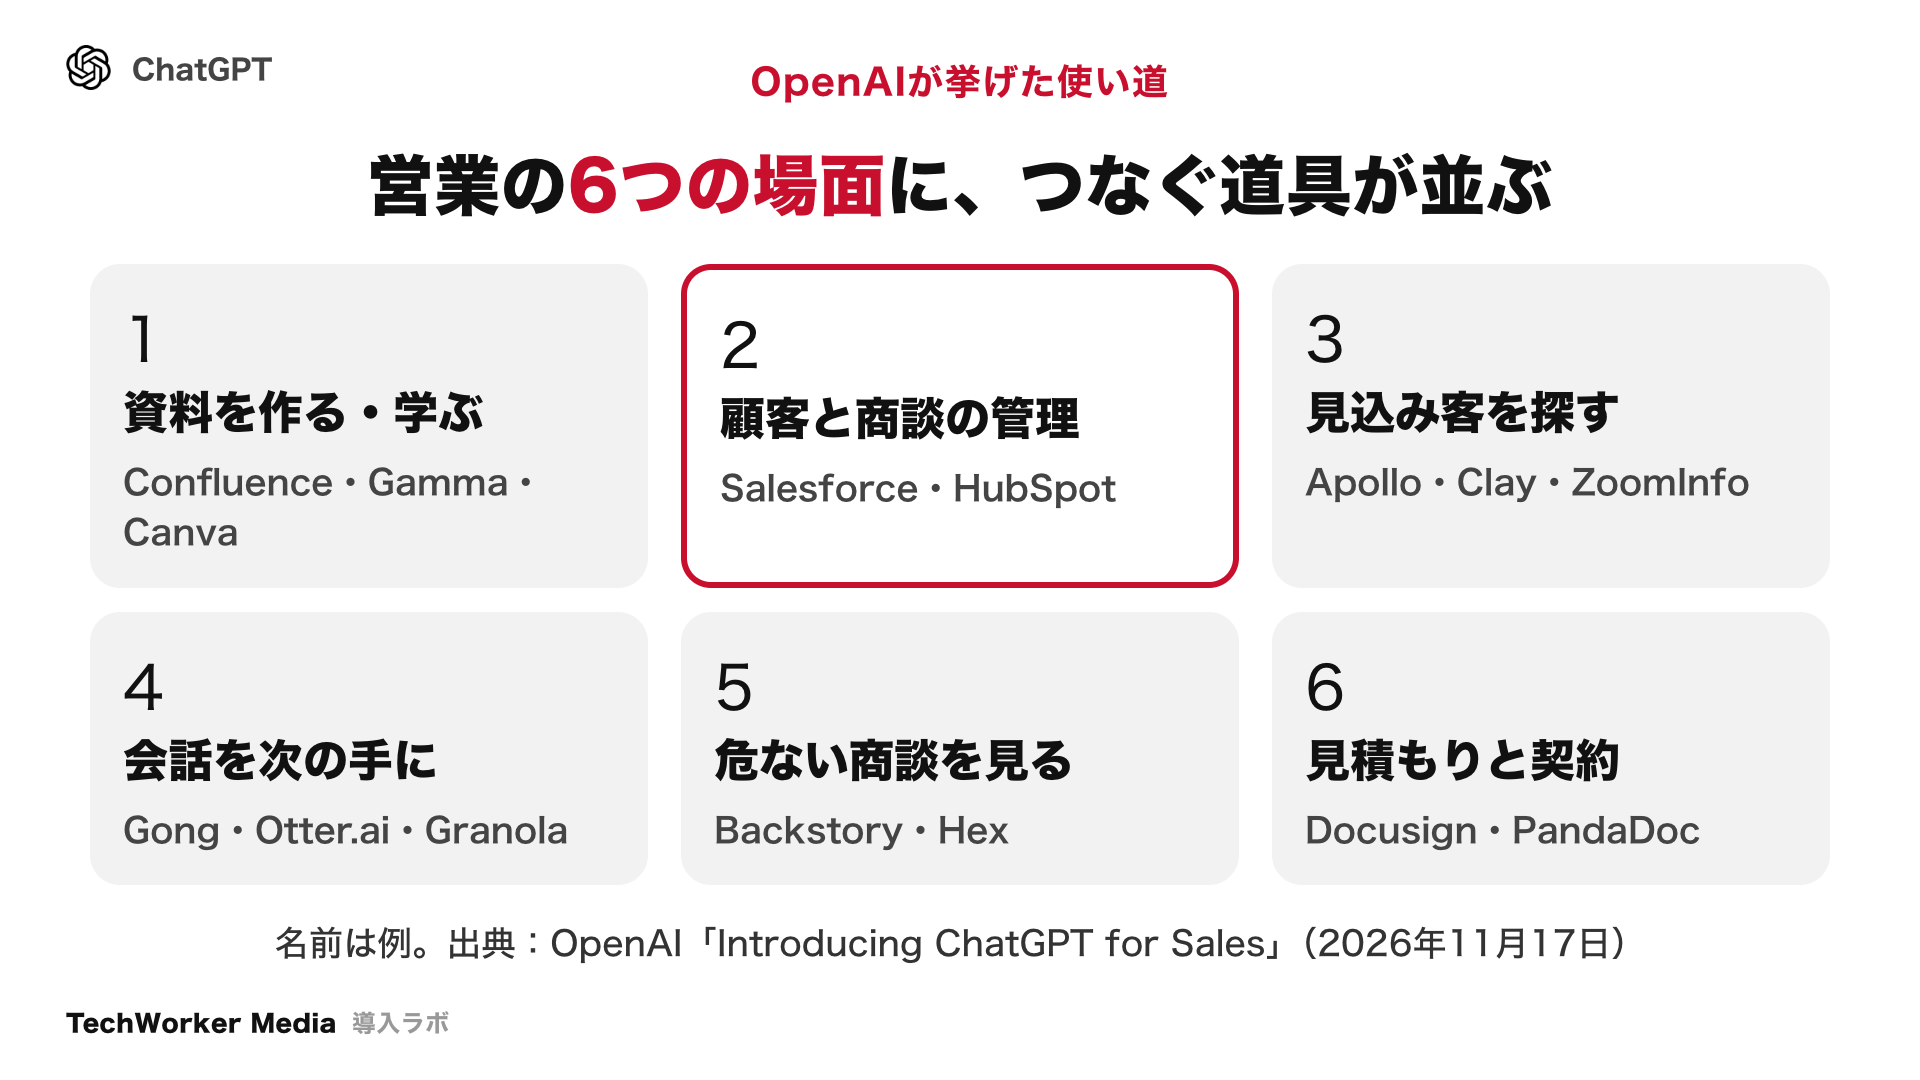 ChatGPT
OpenAIが挙げた使い道
営業の6つの場面に、つなぐ道具が並ぶ
1
資料を作る・学ぶ
Confluence・Gamma・
Canva
2
顧客と商談の管理
Salesforce・HubSpot
3
見込み客を探す
Apollo・Clay・ZoomInfo
4
会話を次の手に
Gong・Otter.ai・Granola
5
危ない商談を見る
Backstory・Hex
6
見積もりと契約
Docusign・PandaDoc
名前は例。出典：OpenAI「Introducing ChatGPT for Sales」（2026年11月17日）
TechWorker Media 導入ラボ